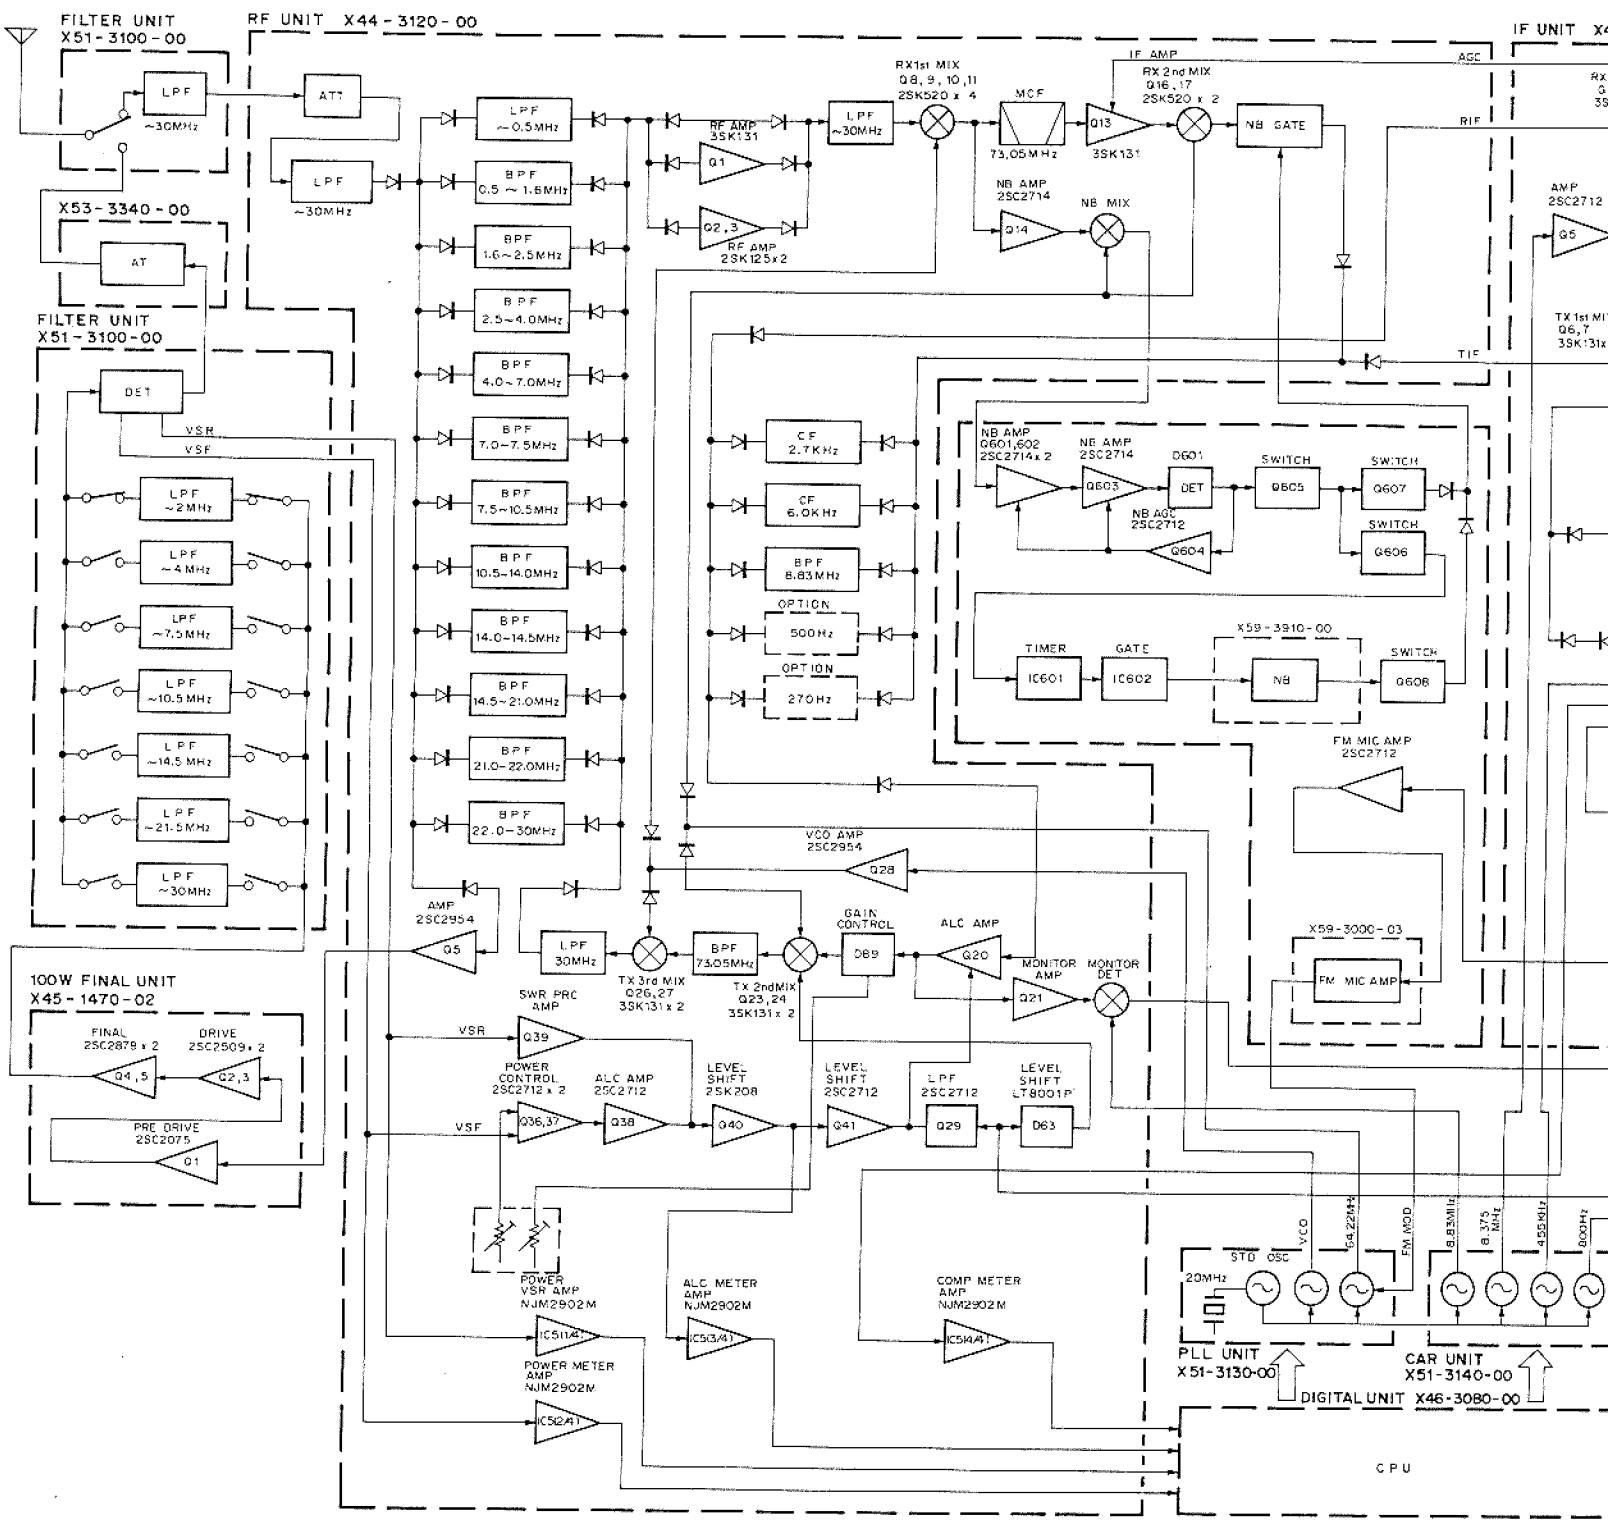 FILTER UNIT
X51-3100-00
LPF
~30MHz
X53-3340-00
AT
FILTER UNIT
X51-3100-00
DET
VSR
VSF
LPF
~2MHz
LPF
~4MHz
LPF
~7.5MHz
LPF
~10.5MHz
LPF
~14.5MHz
LPF
~21.5MHz
LPF
~30MHz
100W FINAL UNIT
X45-1470-02
FINAL
2SC2879 x 2
Q4,5
DRIVE
2SC2509 x 2
Q2,3
PRE DRIVE
2SC2075
Q1
RF UNIT X44-3120-00
ATT
LPF
~30MHz
LPF
~0.5MHz
BPF
0.5~1.6MHz
BPF
1.6~2.5MHz
BPF
2.5~4.0MHz
BPF
4.0~7.0MHz
BPF
7.0-7.5MHz
BPF
7.5-10.5MHz
BPF
10.5-14.0MHz
BPF
14.0-14.5MHz
BPF
14.5~21.0MHz
BPF
21.0-22.0MHz
BPF
22.0-30MHz
RF AMP
3SK131
Q1
Q2,3
RF AMP
2SK125x2
LPF
~30MHz
RX1st MIX
Q8, 9, 10, 11
2SK520 x 4
MCF
73.05MHz
IF AMP
Q13
3SK131
RX 2nd MIX
Q16, 17
2SK520 x 2
NB GATE
AGC
RIF
TIF
NB AMP
2SC2714
Q14
NB MIX
CF
2.7KHz
CF
6.0KHz
BPF
8.83MHz
OPTION
500Hz
OPTION
270Hz
NB AMP
Q601,602
2SC2714x2
NB AMP
2SC2714
Q603
D601
DET
NB AGC
2SC2712
Q604
SWITCH
Q605
SWITCH
Q607
SWITCH
Q606
TIMER
IC601
GATE
IC602
X59-3910-00
NB
SWITCH
Q608
FM MIC AMP
2SC2712
X59-3000-03
FM MIC AMP
AMP
2SC2954
Q5
LPF
30MHz
TX 3rd MIX
Q26,27
3SK131 x 2
BPF
73.05MHz
TX 2nd MIX
Q23,24
3SK131 x 2
VCO AMP
2SC2954
Q28
GAIN
CONTROL
D89
ALC AMP
Q20
MONITOR
AMP
Q21
MONITOR
DET
SWR PRC
AMP
VSR
Q39
POWER
CONTROL
2SC2712 x 2
VSF
Q36,37
ALC AMP
2SC2712
Q38
LEVEL
SHIFT
2SK208
Q40
LEVEL
SHIFT
2SC2712
Q41
LPF
2SC2712
Q29
LEVEL
SHIFT
LT8001P
D63
POWER
VSR AMP
NJM2902M
IC5(1/4)
POWER METER
AMP
NJM2902M
IC5(2/4)
ALC METER
AMP
NJM2902M
IC5(3/4)
COMP METER
AMP
NJM2902M
IC5(4/4)
STD OSC
20MHz
VCO
64.22MHz
FM MOD
PLL UNIT
X51-3130-00
8.83MHz
8.375
MHz
455KHz
800Hz
CAR UNIT
X51-3140-00
DIGITAL UNIT X46-3080-00
CPU
IF UNIT X4
RX
3S
AMP
2SC2712
Q5
TX 1st MI
Q6,7
3SK131x